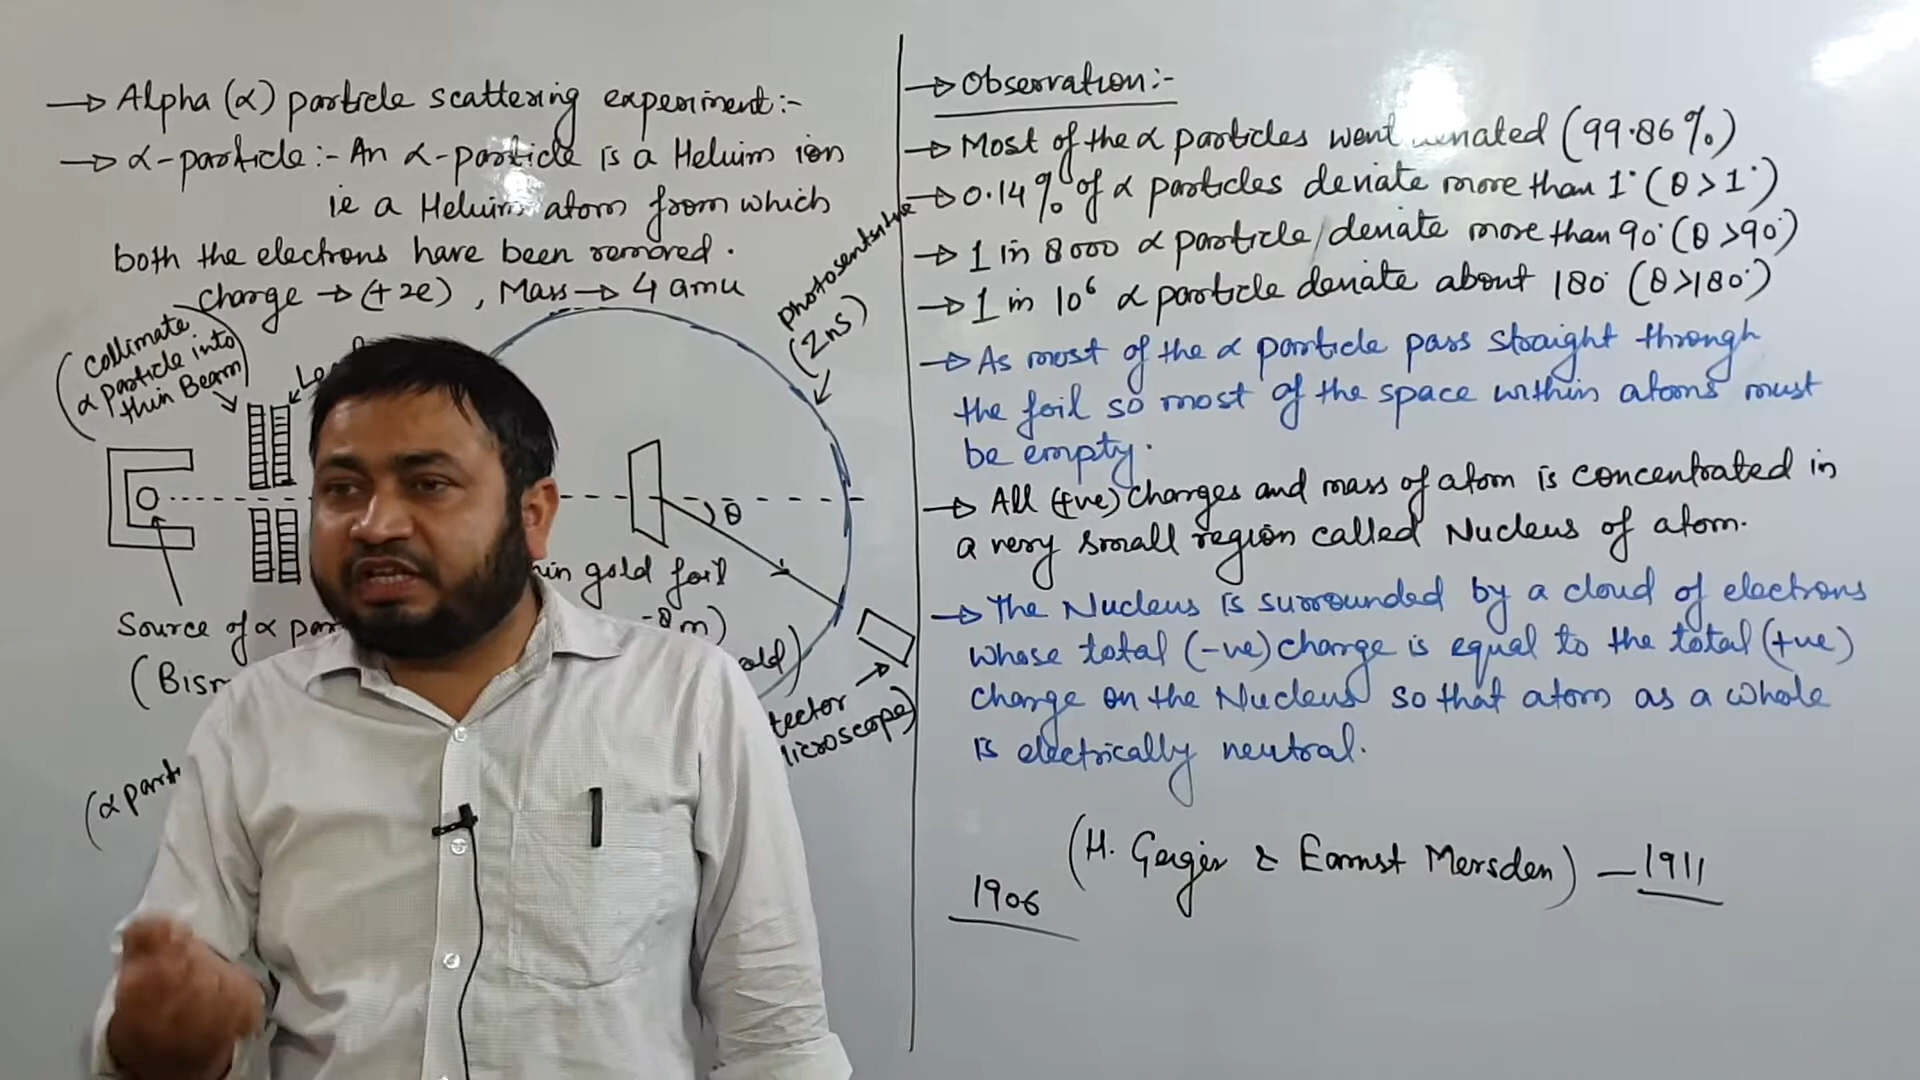 → Alpha (α) particle scattering experiment:-
→ α-particle:- An α-particle is a Helium ion
ie a Helium atom from which
both the electrons have been removed.
charge → (+2e), Mass → 4 amu
(collimate
α particle into
thin Beam)
photosensitive
(ZnS)
θ
gold foil
m)
Source of α
(
(α
→ Observation:-
→ Most of the α particles went (99.86%)
→ 0.14% of α particles deviate more than 1° (θ > 1°)
→ 1 in 8000 α particle deviate more than 90° (θ >90°)
→ 1 in 10⁶ α particle deviate about 180° (θ>180°)
→ As most of the α particle pass straight through
the foil so most of the space within atoms must
be empty.
→ All (+ve) charges and mass of atom is concentrated in
a very small region called Nucleus of atom.
→ The Nucleus is surrounded by a cloud of electrons
whose total (-ve) charge is equal to the total (+ve)
charge on the Nucleus so that atom as a whole
is electrically neutral.
(H. Geiger & Earnst Mersden) — 1911
1906